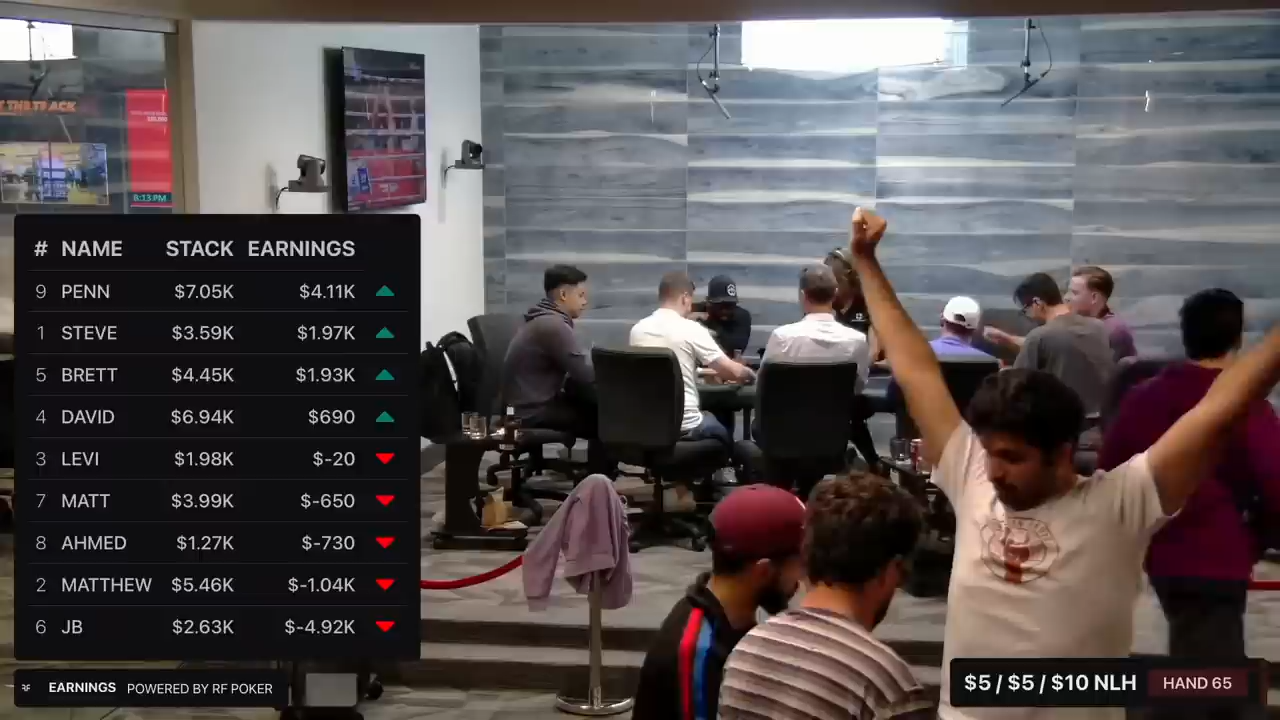 T THE TRACK
8:13 PM
# NAME STACK EARNINGS
9 PENN $7.05K $4.11K
1 STEVE $3.59K $1.97K
5 BRETT $4.45K $1.93K
4 DAVID $6.94K $690
3 LEVI $1.98K $-20
7 MATT $3.99K $-650
8 AHMED $1.27K $-730
2 MATTHEW $5.46K $-1.04K
6 JB $2.63K $-4.92K
RF EARNINGS POWERED BY RF POKER
$5 / $5 / $10 NLH HAND 65